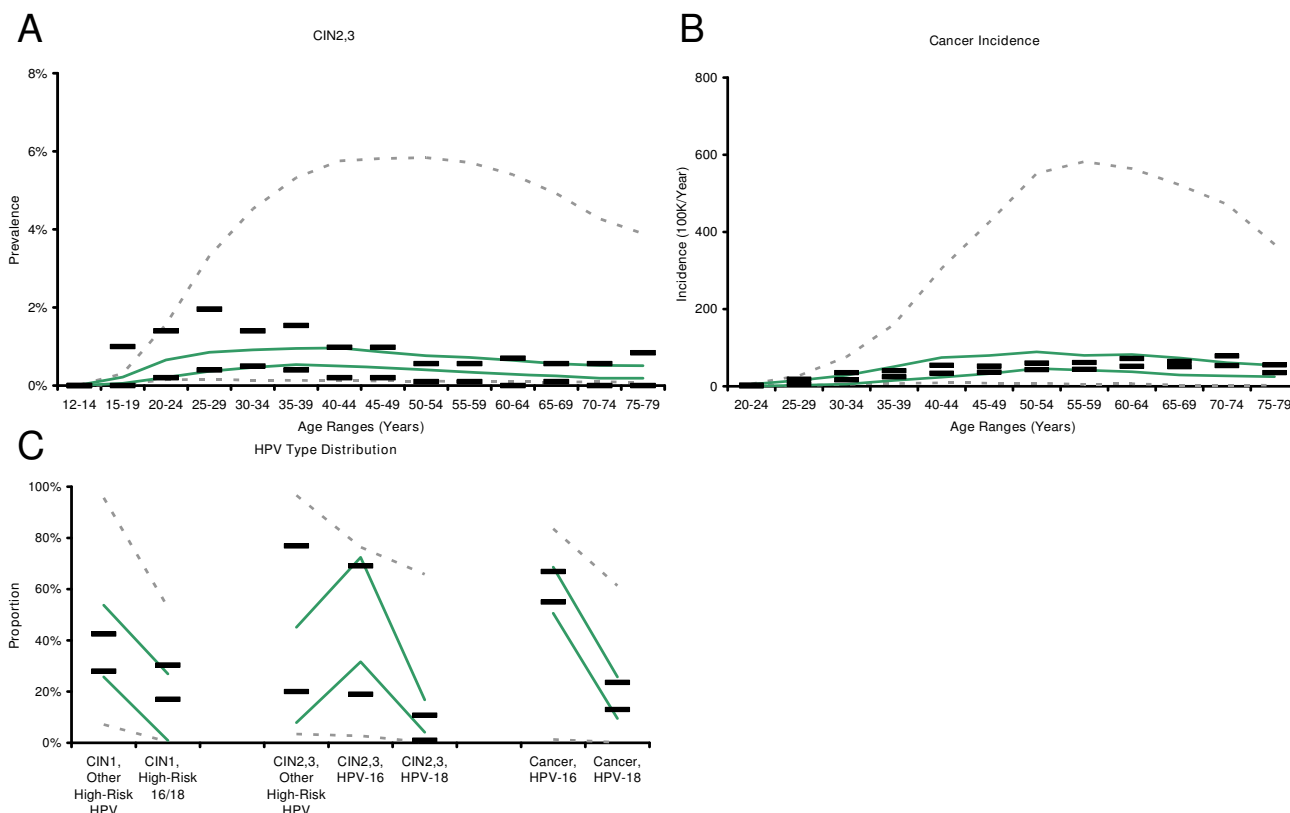 A
CIN2,3
8%
6%
4%
2%
0%
Prevalence
12-14 15-19 20-24 25-29 30-34 35-39 40-44 45-49 50-54 55-59 60-64 65-69 70-74 75-79
Age Ranges (Years)
B
Cancer Incidence
800
600
400
200
0
Incidence (100K/Year)
20-24 25-29 30-34 35-39 40-44 45-49 50-54 55-59 60-64 65-69 70-74 75-79
Age Ranges (Years)
C
HPV Type Distribution
100%
80%
60%
40%
20%
0%
Proportion
CIN1,
Other
High-Risk
HPV
CIN1,
High-Risk
16/18
CIN2,3,
Other
High-Risk
HPV
CIN2,3,
HPV-16
CIN2,3,
HPV-18
Cancer,
HPV-16
Cancer,
HPV-18